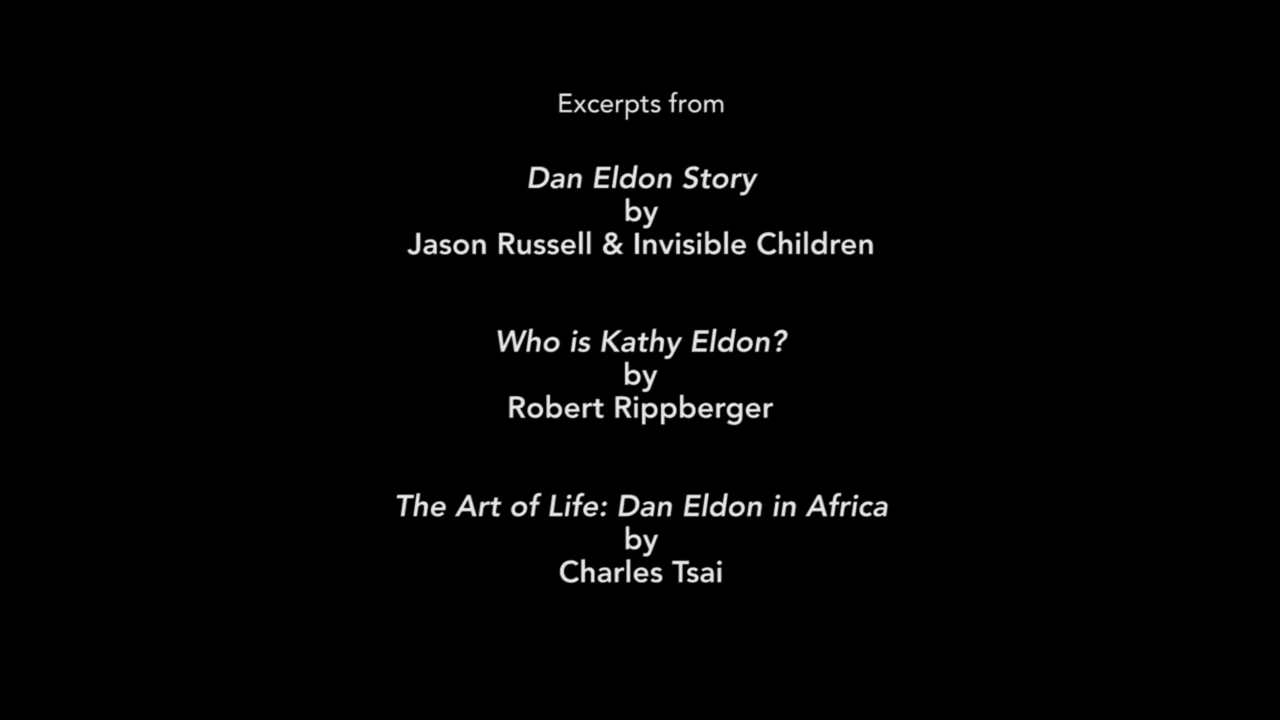 Excerpts from
Dan Eldon Story
by
Jason Russell & Invisible Children
Who is Kathy Eldon?
by
Robert Rippberger
The Art of Life: Dan Eldon in Africa
by
Charles Tsai